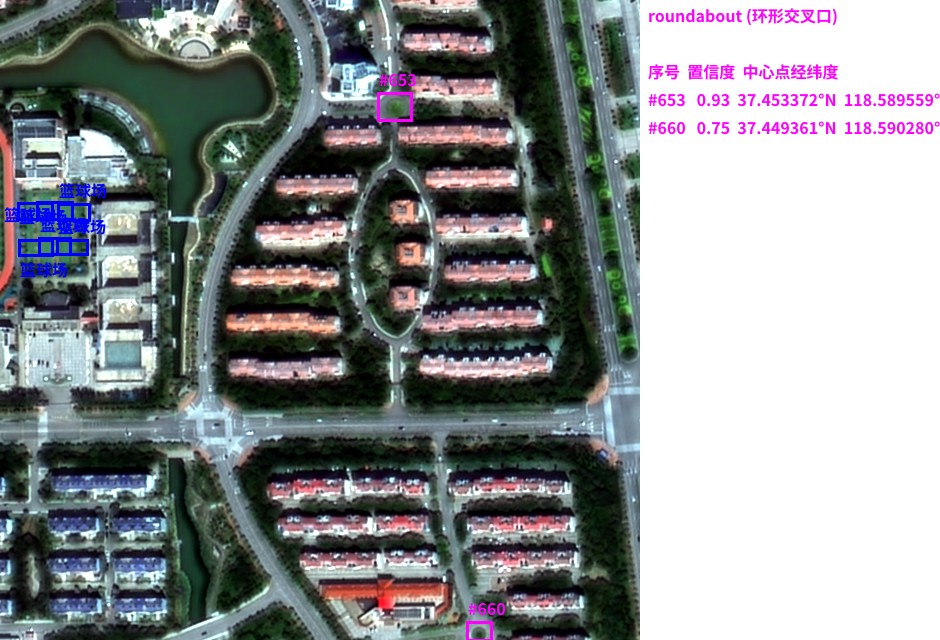 roundabout (环形交叉口)
序号 置信度 中心点经纬度
#653 0.93 37.453372°N 118.589559°
#660 0.75 37.449361°N 118.590280°
#653
篮球场
篮球场
篮球场
#660